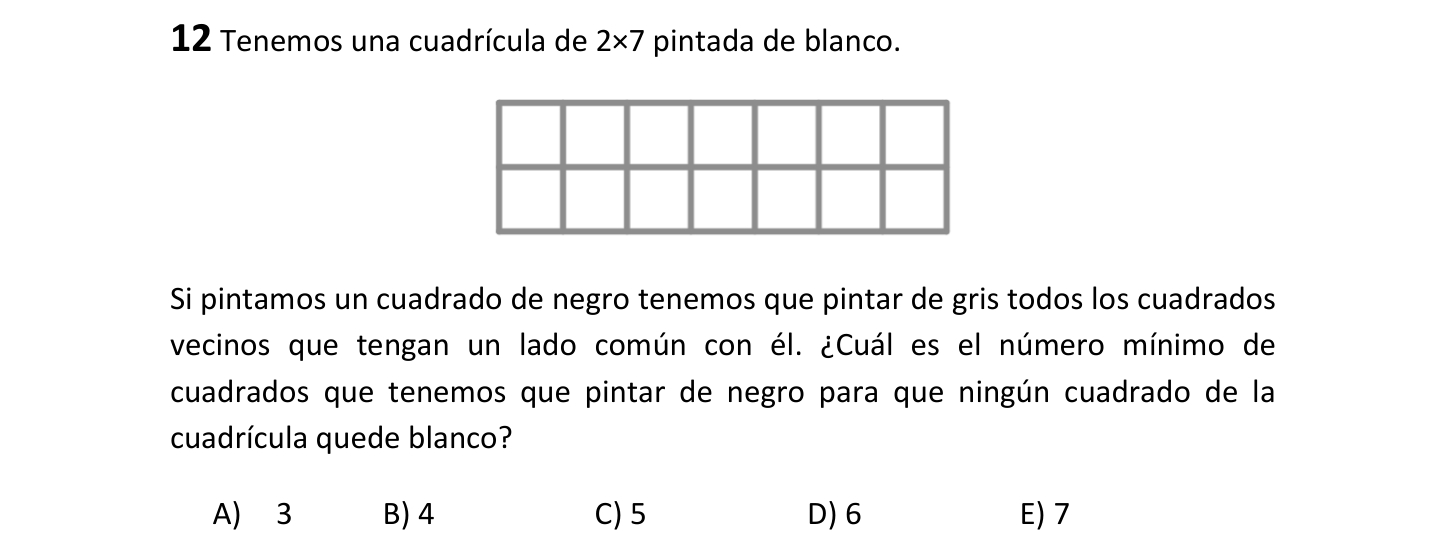 12 Tenemos una cuadrícula de 2×7 pintada de blanco.
Si pintamos un cuadrado de negro tenemos que pintar de gris todos los cuadrados
vecinos que tengan un lado común con él. ¿Cuál es el número mínimo de
cuadrados que tenemos que pintar de negro para que ningún cuadrado de la
cuadrícula quede blanco?
A) 3 B) 4 C) 5 D) 6 E) 7